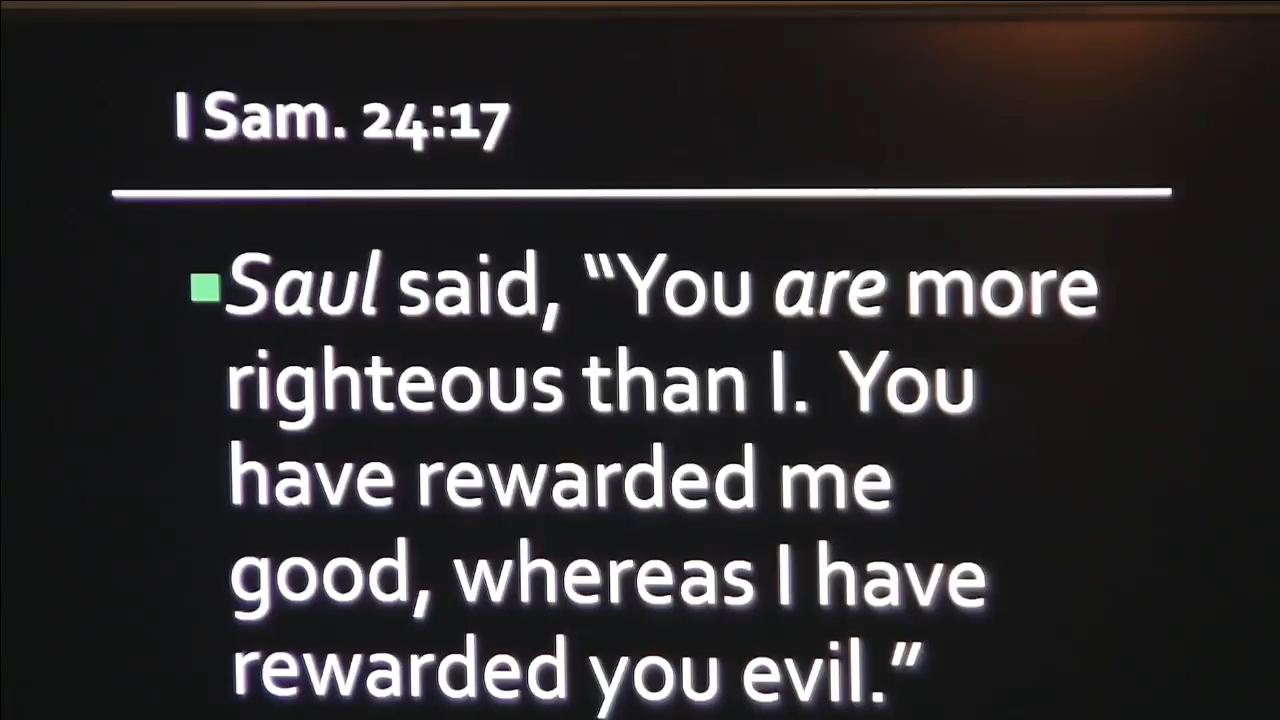 I Sam. 24:17
Saul said, “You are more
righteous than I.  You
have rewarded me
good, whereas I have
rewarded you evil.”